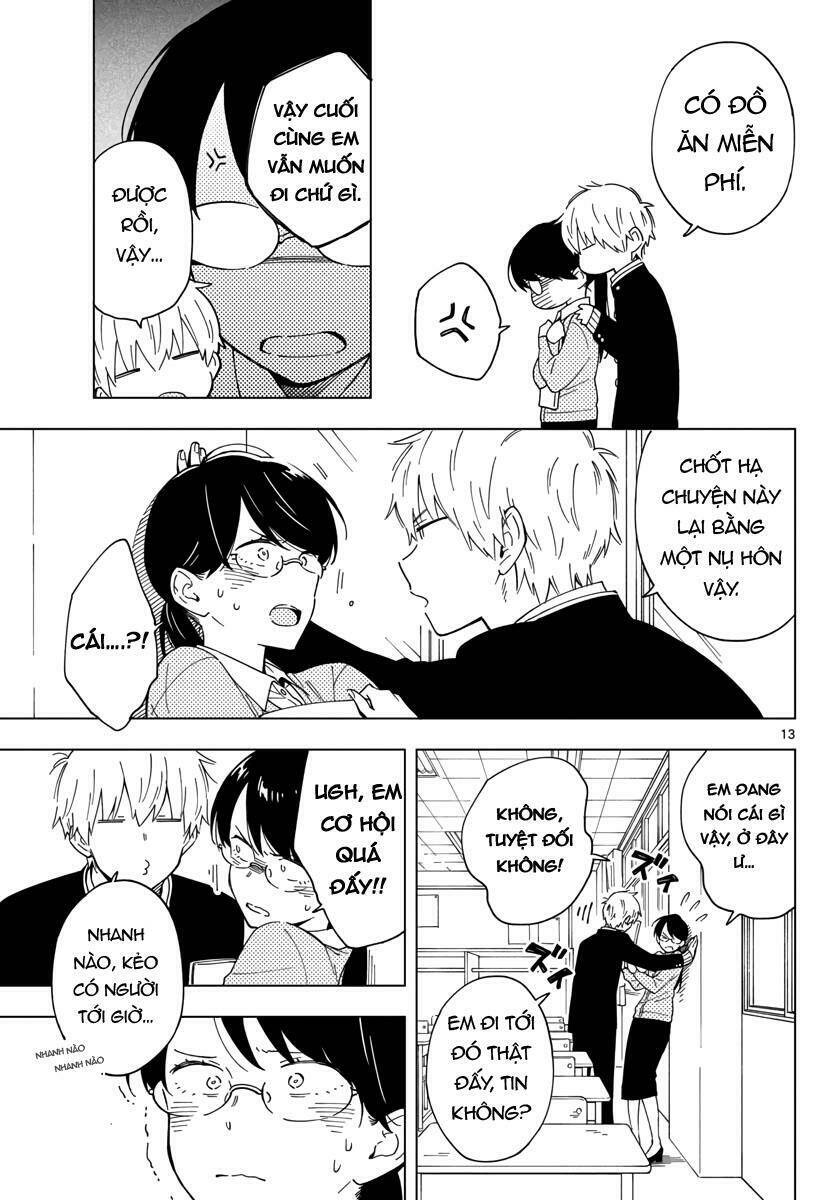 CÓ ĐỒ
ĂN MIỄN
PHÍ.
VẬY CUỐI
CÙNG EM
VẪN MUỐN
ĐI CHỨ GÌ.
ĐƯỢC
RỒI,
VẬY...
CHỐT HẠ
CHUYỆN NÀY
LẠI BẰNG
MỘT NỤ HÔN
VẬY.
CÁI....?!
13
EM ĐANG
NÓI CÁI GÌ
VẬY, Ở ĐÂY
Ư...
KHÔNG,
TUYỆT ĐỐI
KHÔNG!
EM ĐI TỚI
ĐÓ THẬT
ĐẤY, TIN
KHÔNG?
UGH, EM
CƠ HỘI
QUÁ
ĐẤY!!
NHANH
NÀO, KẺO
CÓ NGƯỜI
TỚI GIỜ...
NHANH NÀO
NHANH NÀO